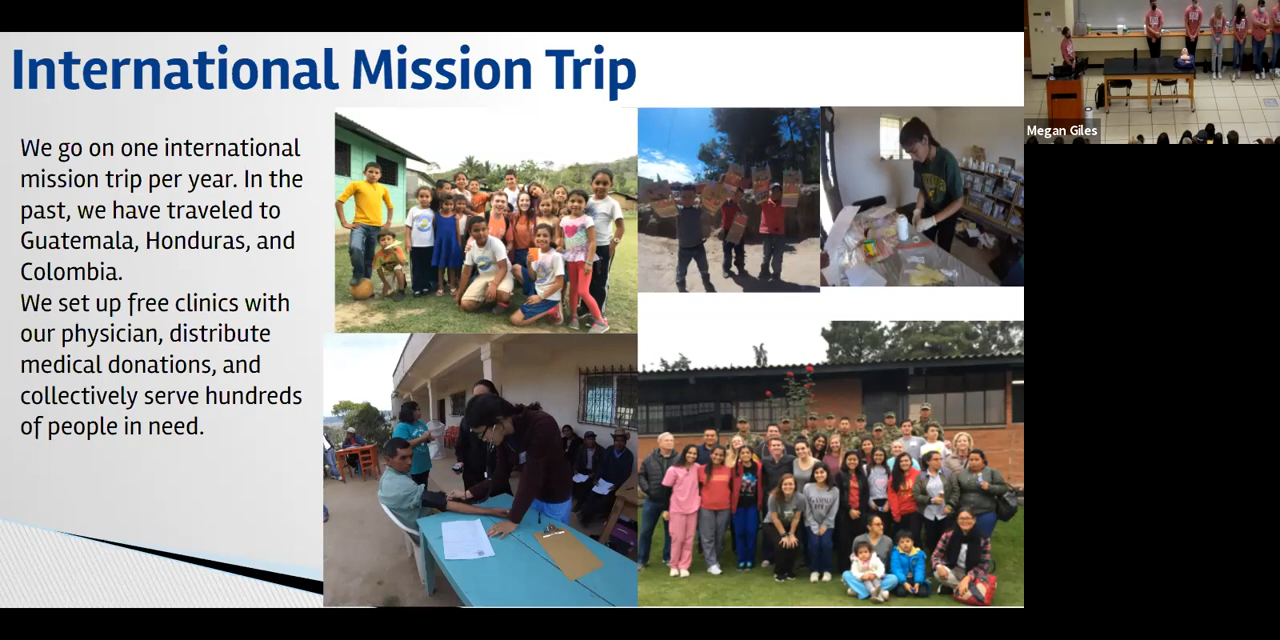 International Mission Trip
We go on one international
mission trip per year. In the
past, we have traveled to
Guatemala, Honduras, and
Colombia.
We set up free clinics with
our physician, distribute
medical donations, and
collectively serve hundreds
of people in need.
Megan Giles